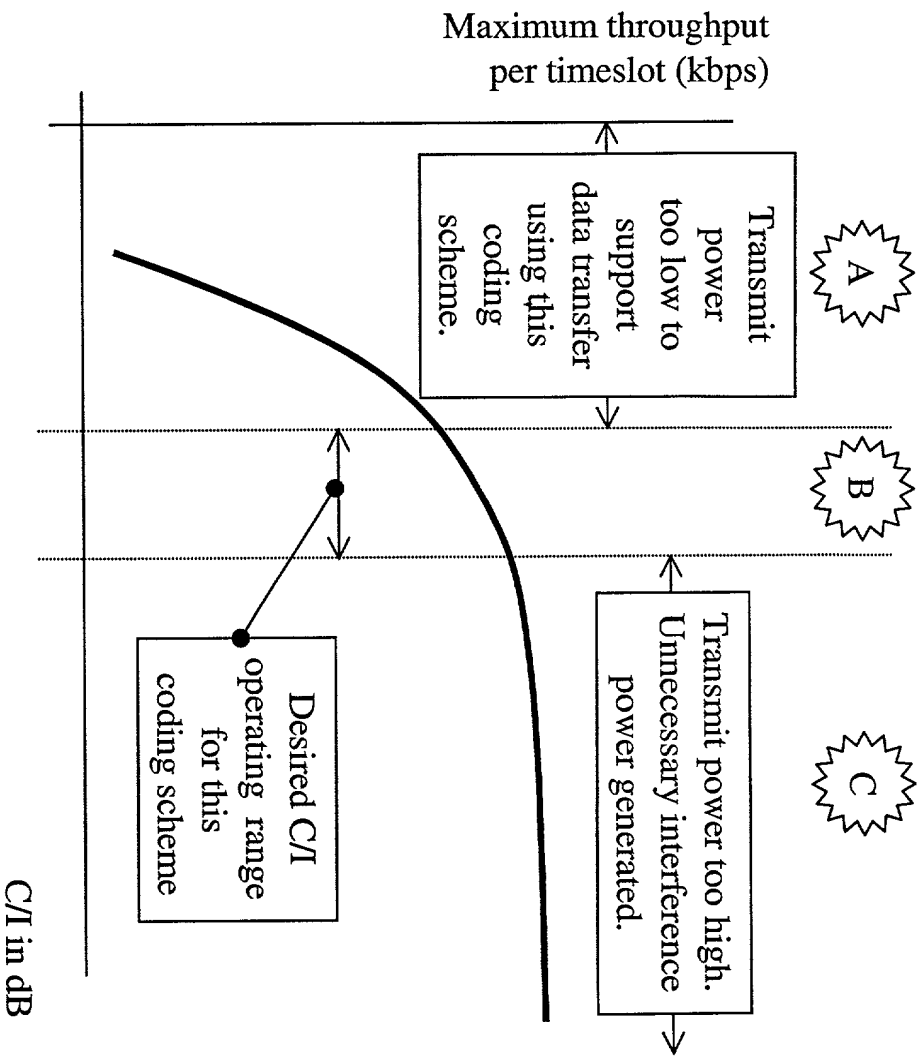 Maximum throughput
per timeslot (kbps)
A
B
C
Transmit
power
too low to
support
data transfer
using this
coding
scheme.
Transmit power too high.
Unnecessary interference
power generated.
Desired C/I
operating range
for this
coding scheme
C/I in dB